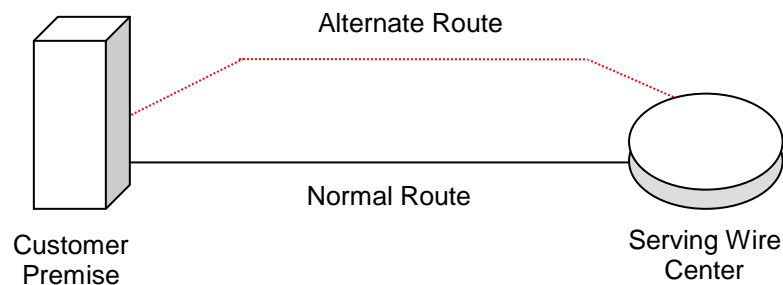 Alternate Route
Normal Route
Customer
Premise
Serving Wire
Center